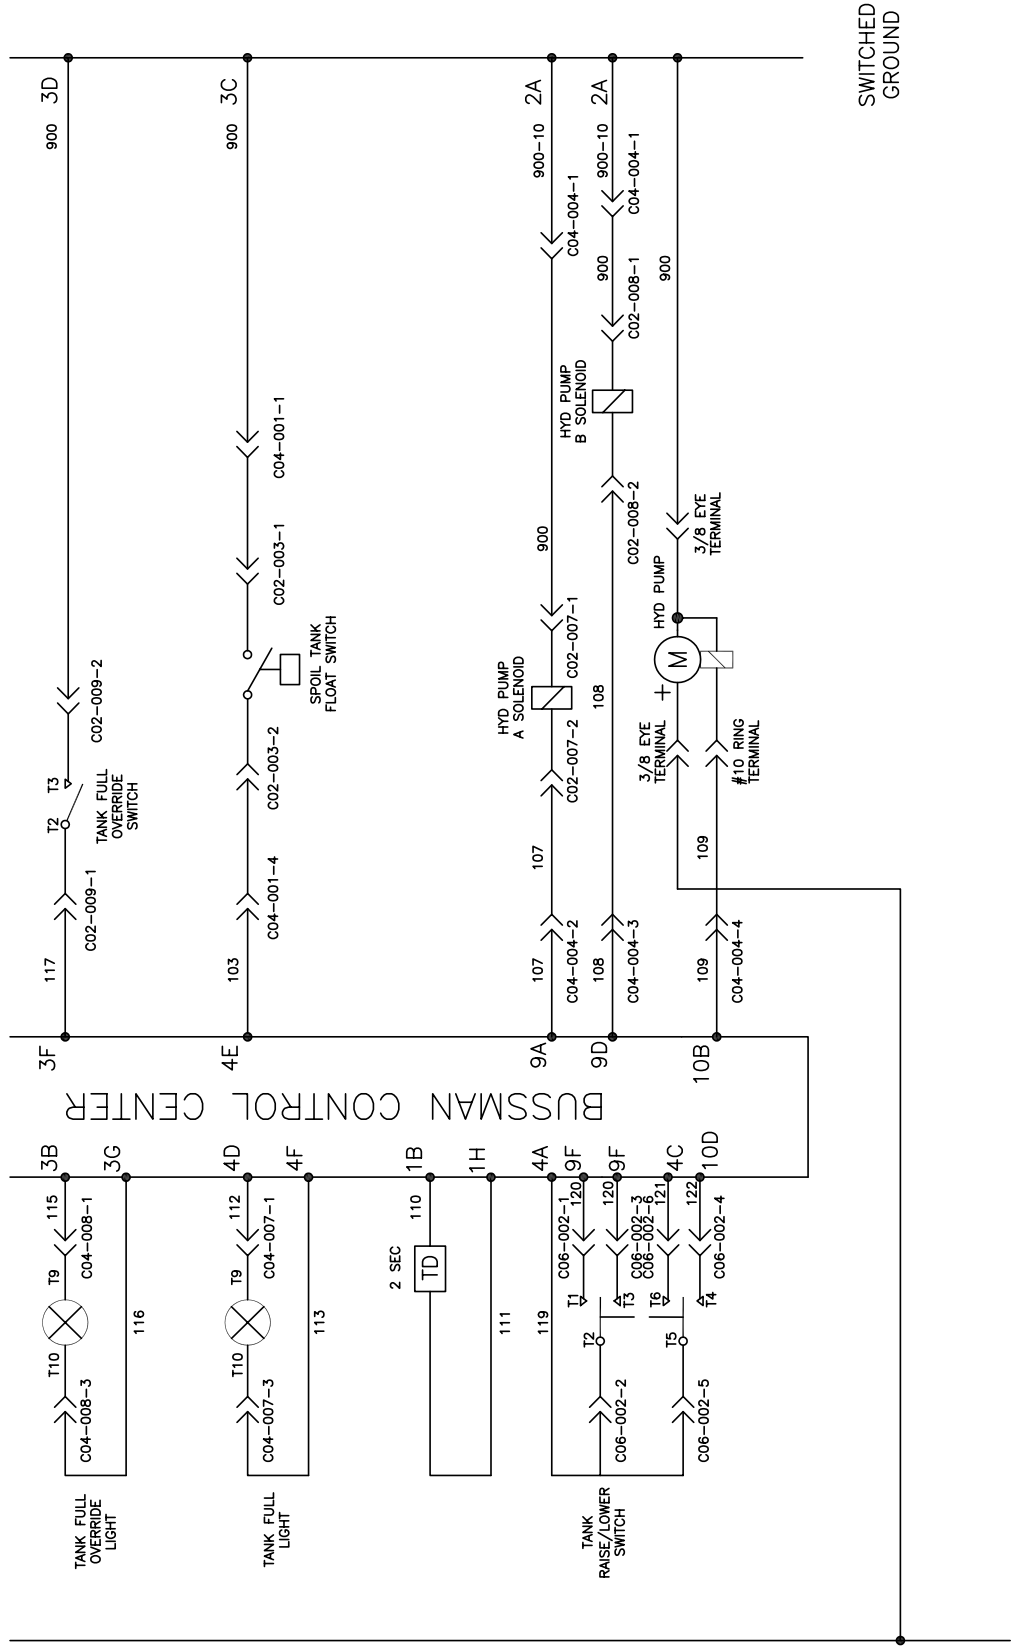 SWITCHED
GROUND
3D
900
C02-009-2
T3
T2
TANK FULL
OVERRIDE
SWITCH
C02-009-1
117
3F
3C
900
C04-001-1
C02-003-1
SPOIL TANK
FLOAT SWITCH
C02-003-2
C04-001-4
103
4E
2A
900-10
C04-004-1
900
C02-007-1
HYD PUMP
A SOLENOID
C02-007-2
107
107
C04-004-2
9A
2A
900-10
C04-004-1
900
C02-008-1
HYD PUMP
B SOLENOID
C02-008-2
108
108
C04-004-3
9D
900
3/8 EYE
TERMINAL
HYD PUMP
M
+
3/8 EYE
TERMINAL
#10 RING
TERMINAL
109
109
C04-004-4
10B
BUSSMAN CONTROL CENTER
3B
3G
115
C04-008-1
T9
T10
C04-008-3
116
TANK FULL
OVERRIDE
LIGHT
4D
4F
112
C04-007-1
T9
T10
C04-007-3
113
TANK FULL
LIGHT
1B
1H
110
2 SEC
TD
111
4A
9F
9F
4C
10D
119
120
120
121
122
C06-002-1
C06-002-3
C06-002-6
C06-002-4
T1
T3
T6
T4
T2
T5
C06-002-2
C06-002-5
TANK
RAISE/LOWER
SWITCH